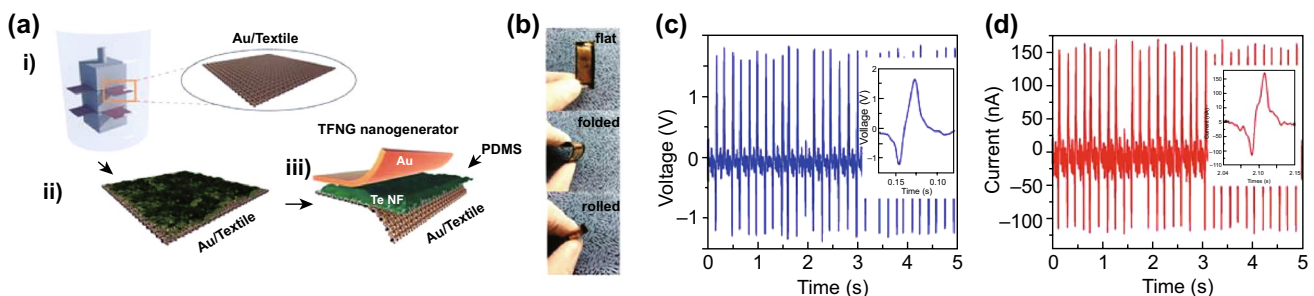 (a)
i)
Au/Textile
TFNG nanogenerator
ii)
Au/Textile
iii)
Au
PDMS
Te NF
Au/Textile
(b)
flat
folded
rolled
(c)
Voltage (V)
2
1
0
–1
0 1 2 3 4 5
Time (s)
Voltage (V)
2
1
0
–1
0.15 0.10
Time (s)
(d)
Current (nA)
150
100
50
0
–50
–100
0 1 2 3 4 5
Time (s)
150
100
50
–50
–100
2.04 2.10 2.15
Times (s)